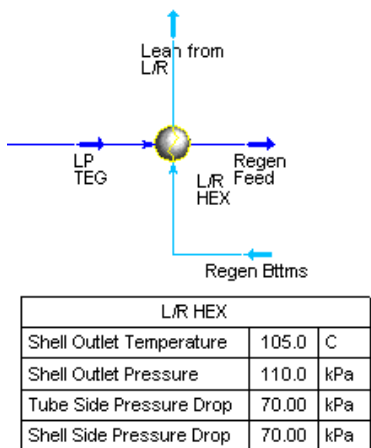 Lean from
L/R
LP
TEG
L/R
HEX
Regen
Feed
Regen Bttms
L/R HEX
Shell Outlet Temperature 105.0 C
Shell Outlet Pressure 110.0 kPa
Tube Side Pressure Drop 70.00 kPa
Shell Side Pressure Drop 70.00 kPa